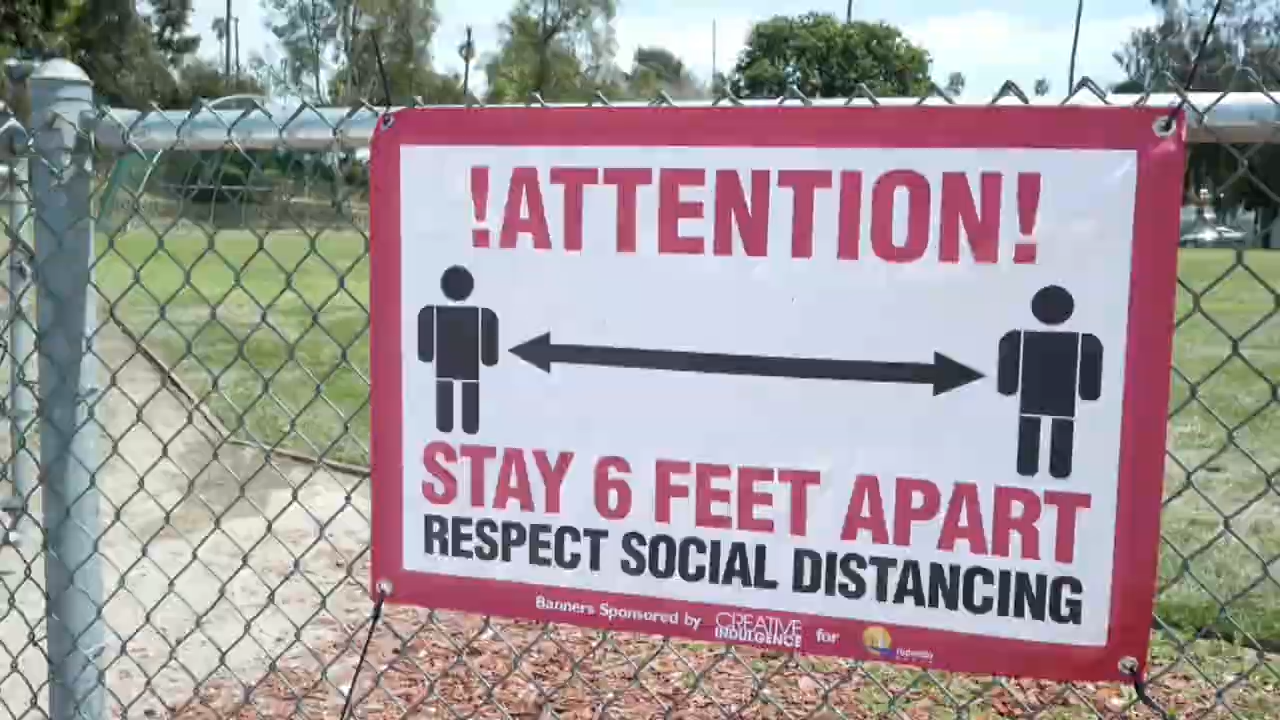 !ATTENTION!
STAY 6 FEET APART
RESPECT SOCIAL DISTANCING
Banners Sponsored by CREATIVE INDULGENCE for